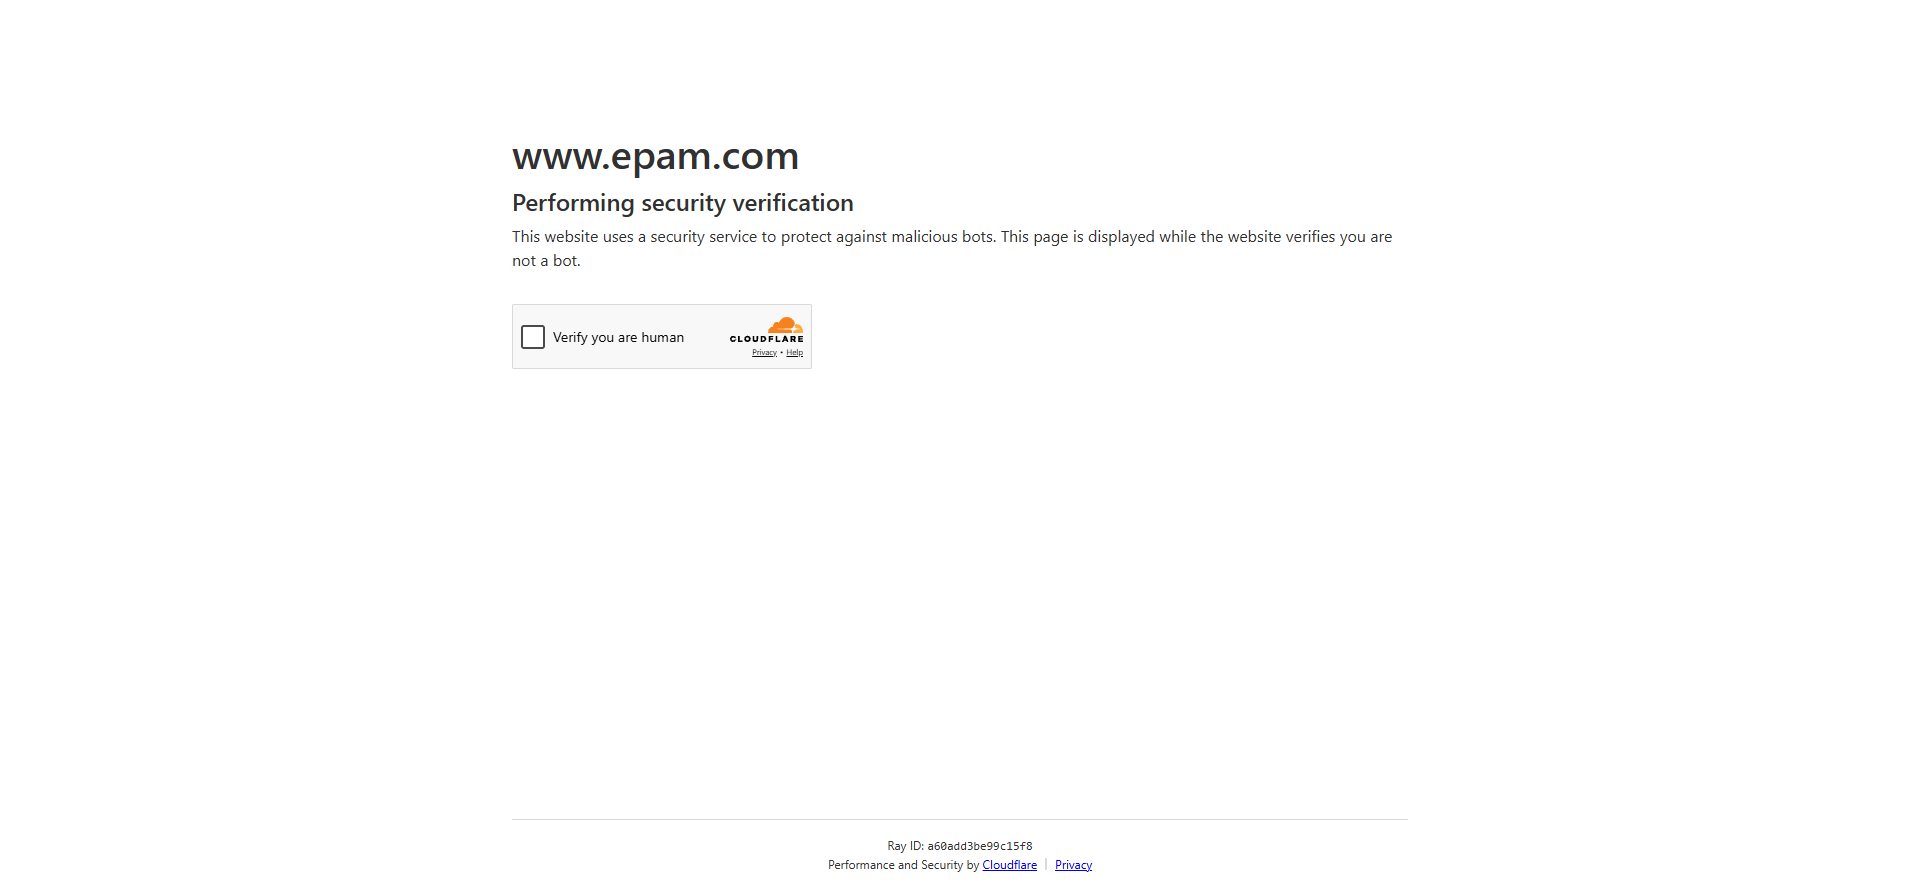 www.epam.com
Performing security verification
This website uses a security service to protect against malicious bots. This page is displayed while the website verifies you are
not a bot.
Verify you are human
CLOUDFLARE
Privacy • Help
Ray ID: a60add3be99c15f8
Performance and Security by Cloudflare | Privacy